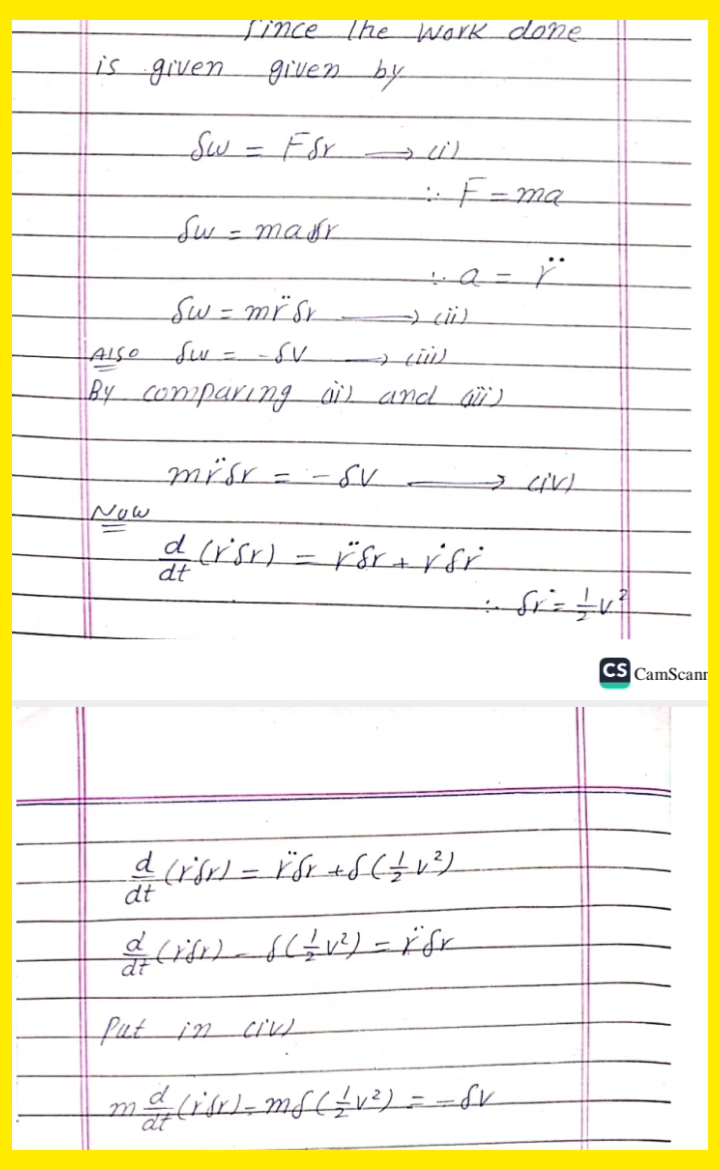 Since the work done
is given given by
δw = Fδr → (i)
∵ F = ma
δw = maδr
∵ a = r̈
δw = mr̈δr → (ii)
Also δw = -δV → (iii)
By comparing (ii) and (iii)
mr̈δr = -δV → (iv)
Now
d/dt (ṙδr) = r̈δr + ṙδṙ
∵ δṙ = 1/2 v²
CS CamScann
d/dt (ṙδr) = r̈δr + δ(1/2 v²)
d/dt (ṙδr) - δ(1/2 v²) = r̈δr
Put in (iv)
m d/dt (ṙδr) - mδ(1/2 v²) = -δV